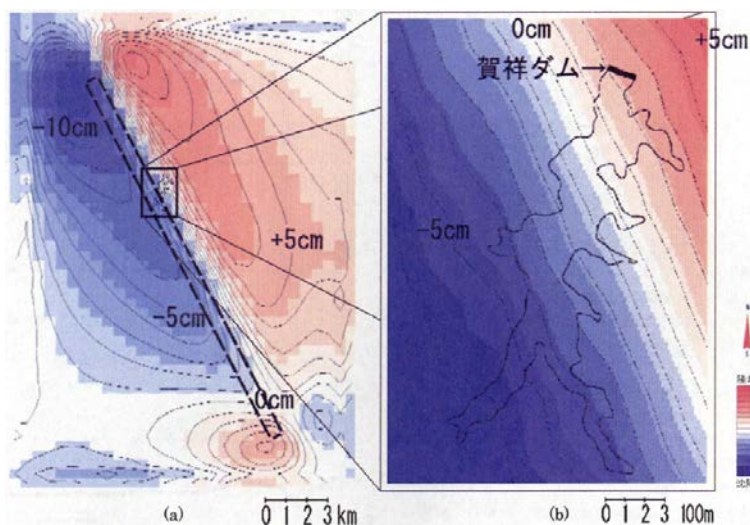 0cm
+5cm
賀祥ダム→
-10cm
-5cm
+5cm
-5cm
0cm
(a)
0 1 2 3 km
(b)
0 1 2 3 100m